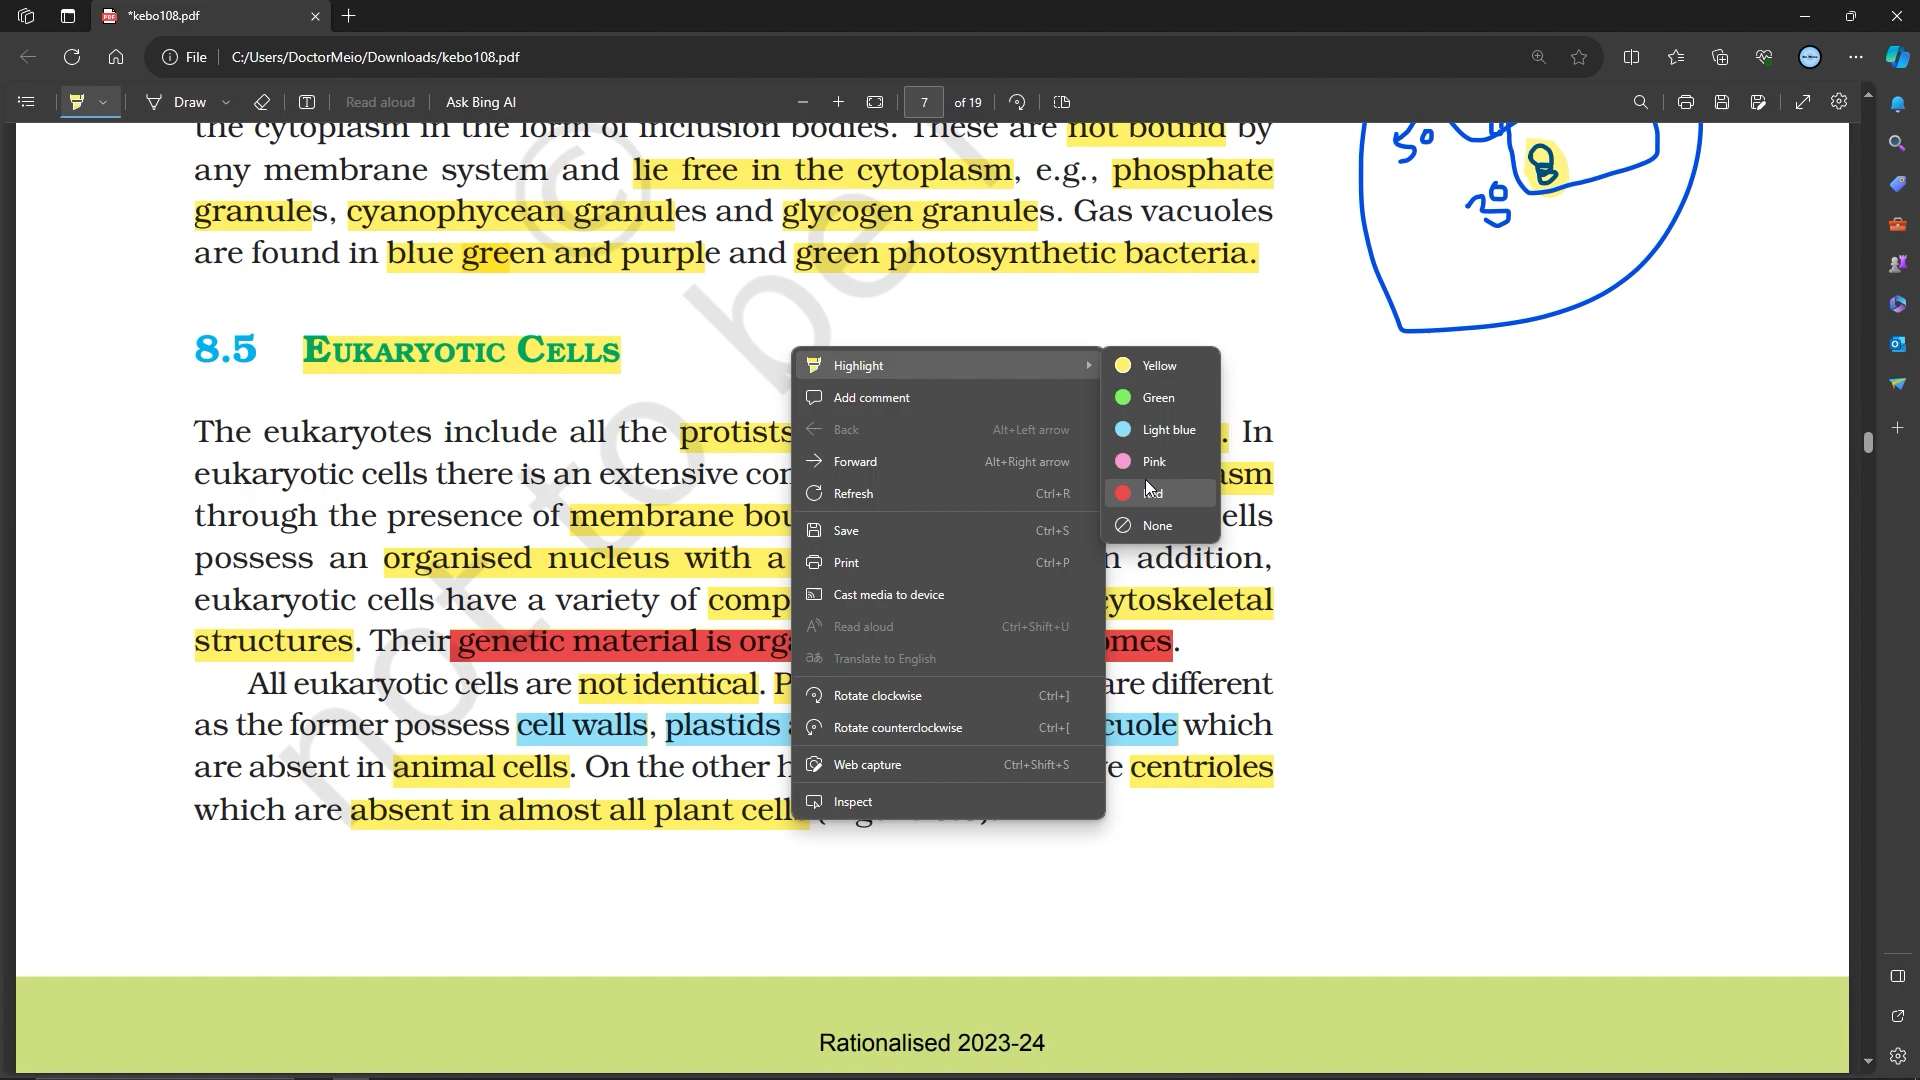 *kebo108.pdf
File
C:/Users/DoctorMeio/Downloads/kebo108.pdf
Draw
Read aloud
Ask Bing AI
7
of 19
the cytoplasm in the form of inclusion bodies. These are not bound by
any membrane system and lie free in the cytoplasm, e.g., phosphate
granules, cyanophycean granules and glycogen granules. Gas vacuoles
are found in blue green and purple and green photosynthetic bacteria.
8.5 EUKARYOTIC CELLS
The eukaryotes include all the protists . In
eukaryotic cells there is an extensive asm
through the presence of membrane ells
possess an organised nucleus with a addition,
eukaryotic cells have a variety of ytoskeletal
structures. Their genetic material is omes.
All eukaryotic cells are not identical. are different
as the former possess cell walls, plastids cuole which
are absent in animal cells. On the other centrioles
which are absent in almost all plant
Highlight
Add comment
Back Alt+Left arrow
Forward Alt+Right arrow
Refresh Ctrl+R
Save Ctrl+S
Print Ctrl+P
Cast media to device
Read aloud Ctrl+Shift+U
Translate to English
Rotate clockwise Ctrl+]
Rotate counterclockwise Ctrl+[
Web capture Ctrl+Shift+S
Inspect
Yellow
Green
Light blue
Pink
None
© not to be r
Rationalised 2023-24